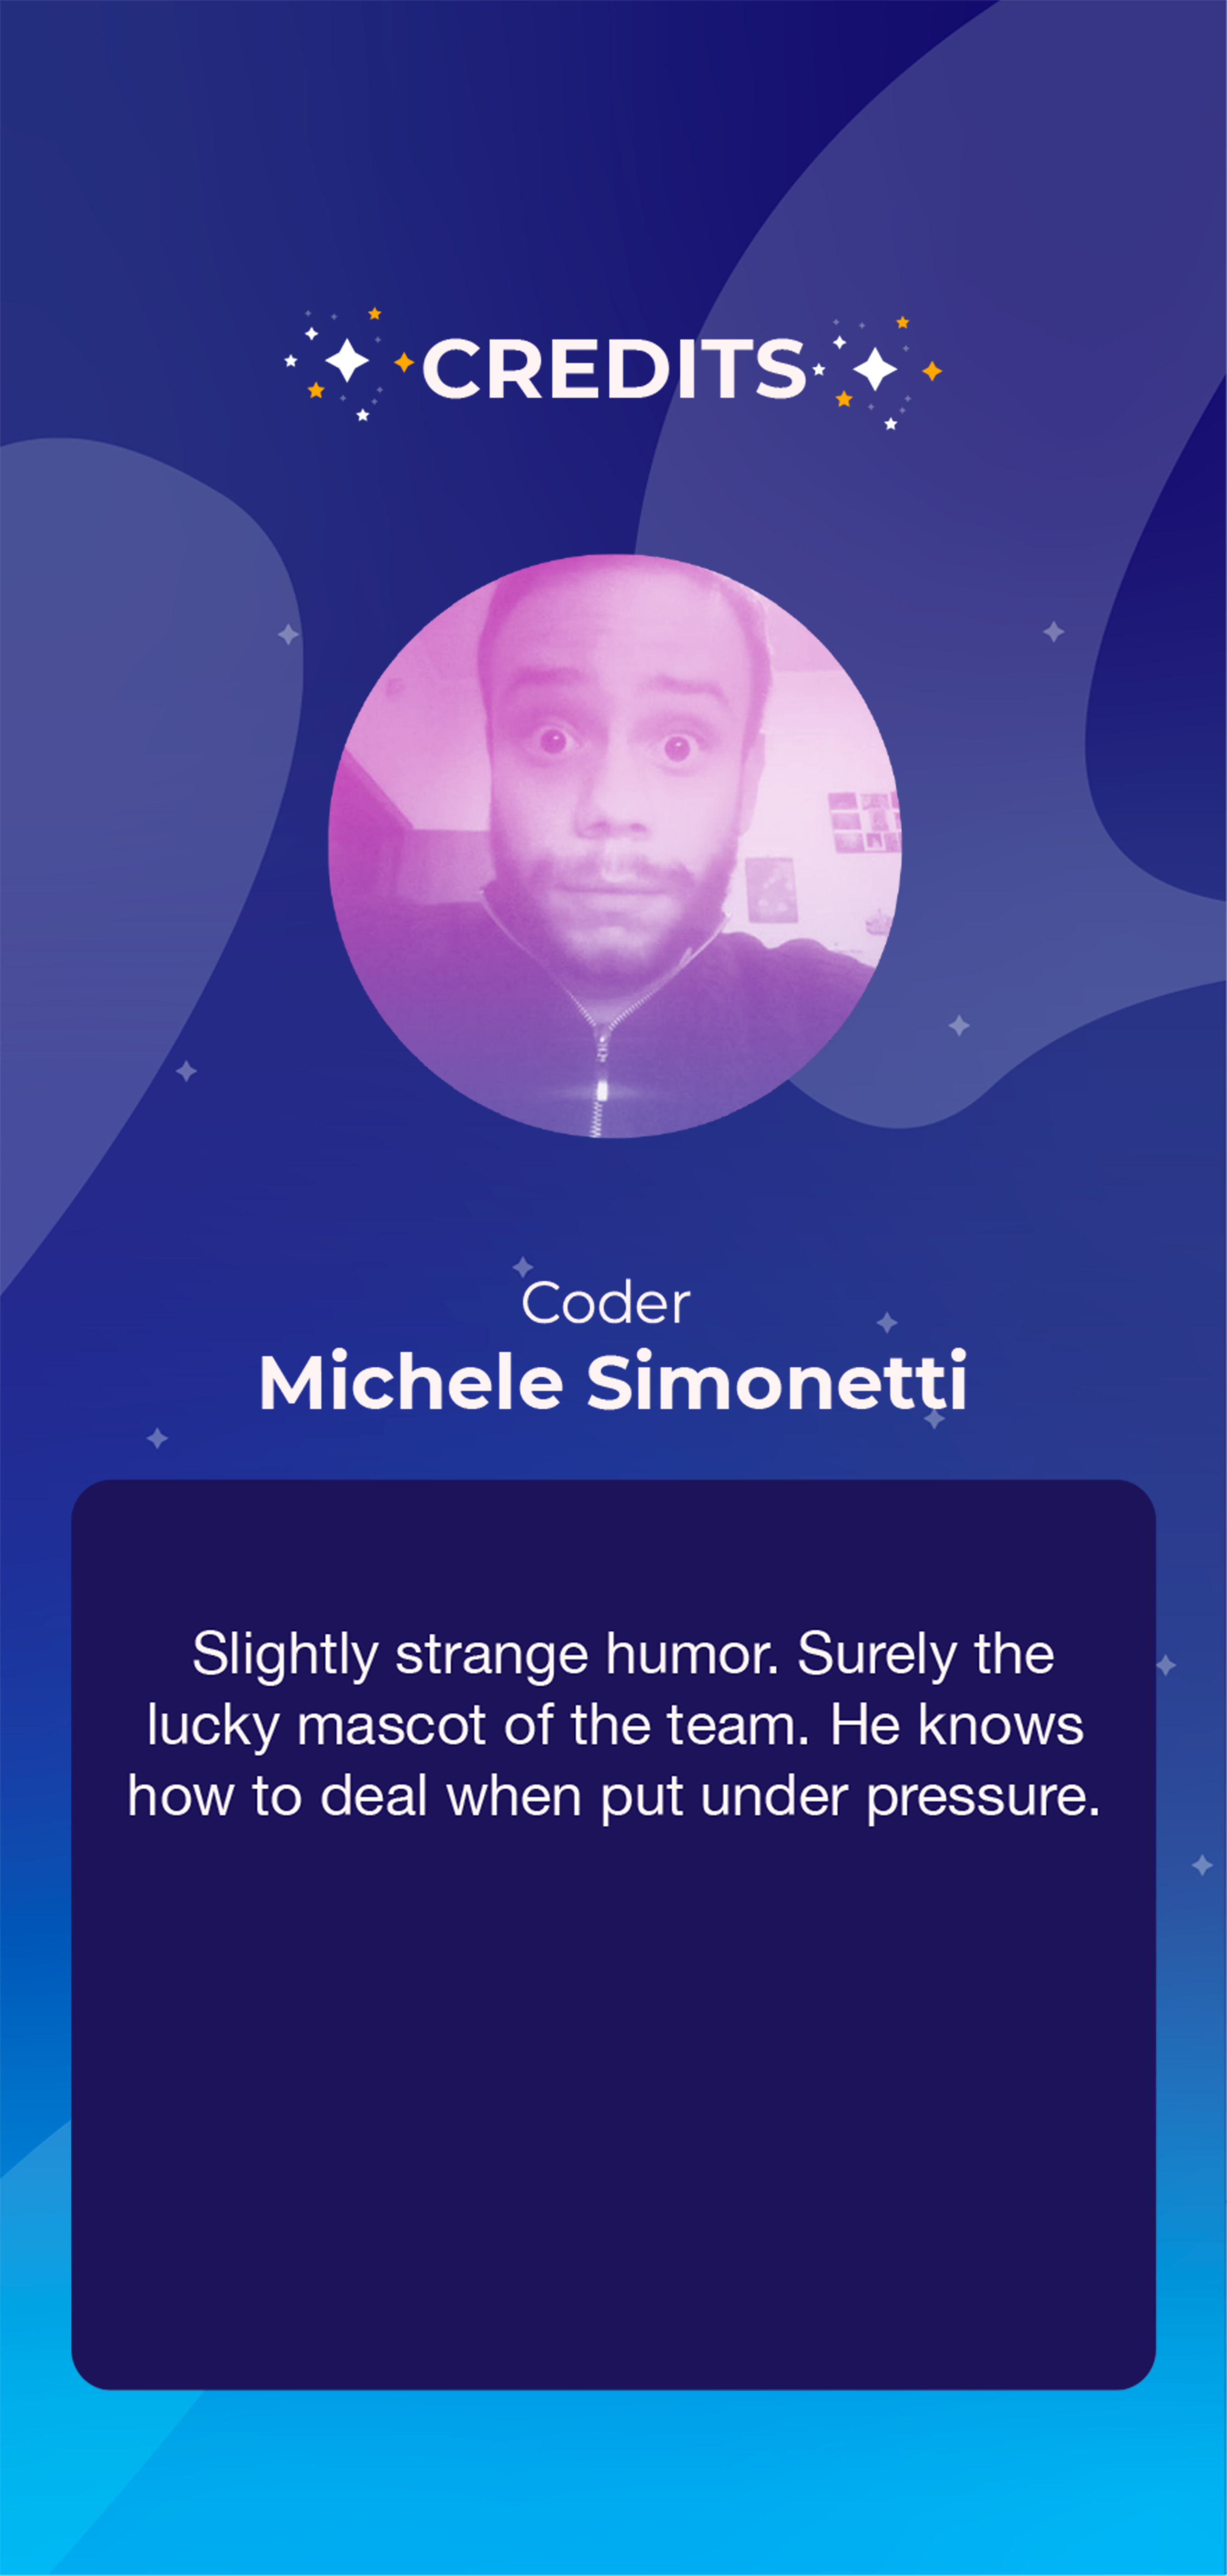 CREDITS
Coder
Michele Simonetti
Slightly strange humor. Surely the
lucky mascot of the team. He knows
how to deal when put under pressure.